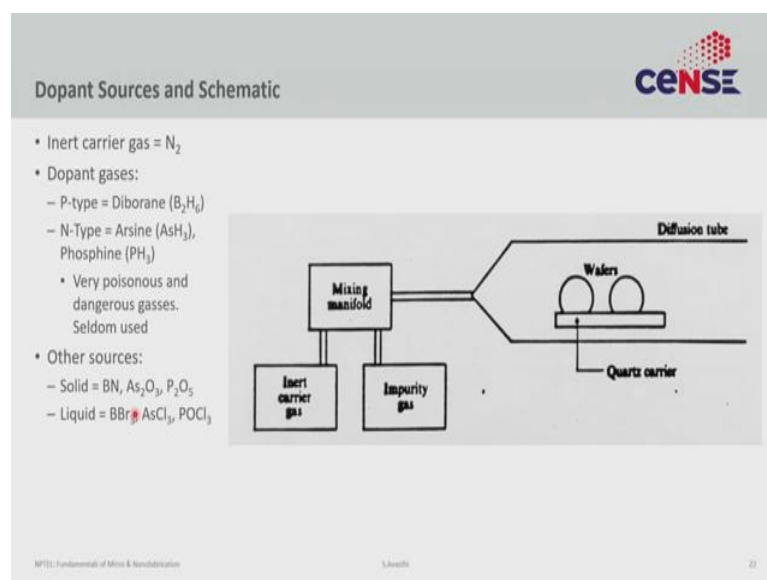 CeNSE
Dopant Sources and Schematic
• Inert carrier gas = N₂
• Dopant gases:
– P-type = Diborane (B₂H₆)
– N-Type = Arsine (AsH₃),
Phosphine (PH₃)
• Very poisonous and
dangerous gasses.
Seldom used
• Other sources:
– Solid = BN, As₂O₃, P₂O₅
– Liquid = BBr AsCl₃, POCl₃
Diffusion tube
Wafers
Mixing
manifold
Quartz carrier
Inert
carrier
gas
Impurity
gas
NPTEL: Fundamentals of Micro & Nanofabrication
S.Avasthi
22